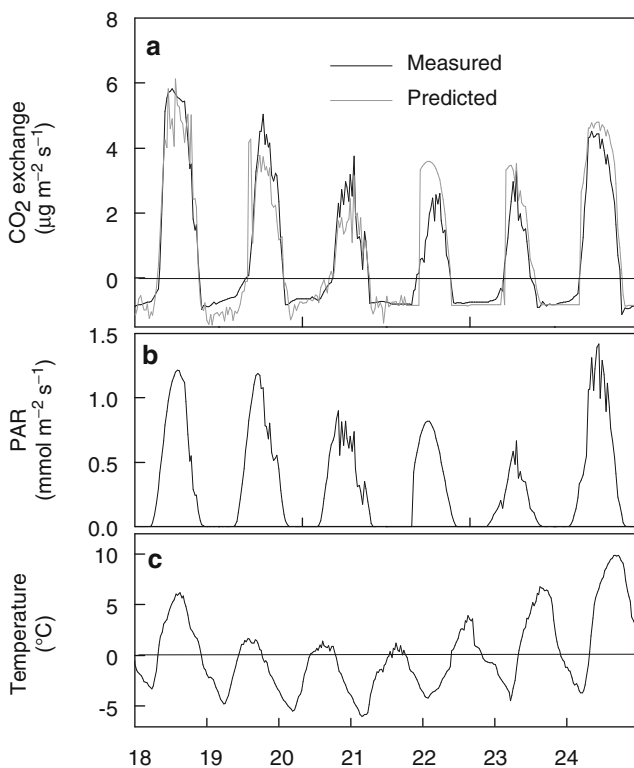 8
a
Measured
6
Predicted
4
2
0
CO2 exchange
(μg m−2 s−1)
1.5
b
1.0
0.5
0.0
PAR
(mmol m−2 s−1)
10
c
5
0
-5
Temperature
(°C)
18 19 20 21 22 23 24